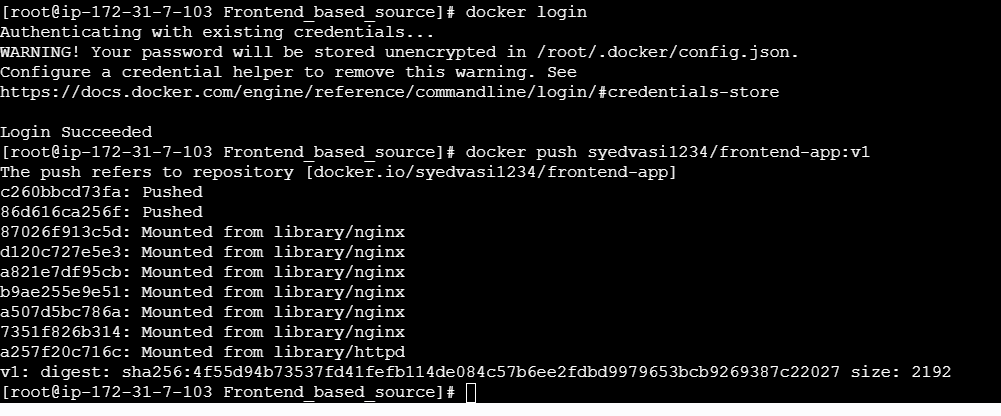 [root@ip-172-31-7-103 Frontend_based_source]# docker login
Authenticating with existing credentials...
WARNING! Your password will be stored unencrypted in /root/.docker/config.json.
Configure a credential helper to remove this warning. See
https://docs.docker.com/engine/reference/commandline/login/#credentials-store

Login Succeeded
[root@ip-172-31-7-103 Frontend_based_source]# docker push syedvasi1234/frontend-app:v1
The push refers to repository [docker.io/syedvasi1234/frontend-app]
c260bbcd73fa: Pushed
86d616ca256f: Pushed
87026f913c5d: Mounted from library/nginx
d120c727e5e3: Mounted from library/nginx
a821e7df95cb: Mounted from library/nginx
b9ae255e9e51: Mounted from library/nginx
a507d5bc786a: Mounted from library/nginx
7351f826b314: Mounted from library/nginx
a257f20c716c: Mounted from library/httpd
v1: digest: sha256:4f55d94b73537fd41fefb114de084c57b6ee2fdbd9979653bcb9269387c22027 size: 2192
[root@ip-172-31-7-103 Frontend_based_source]#